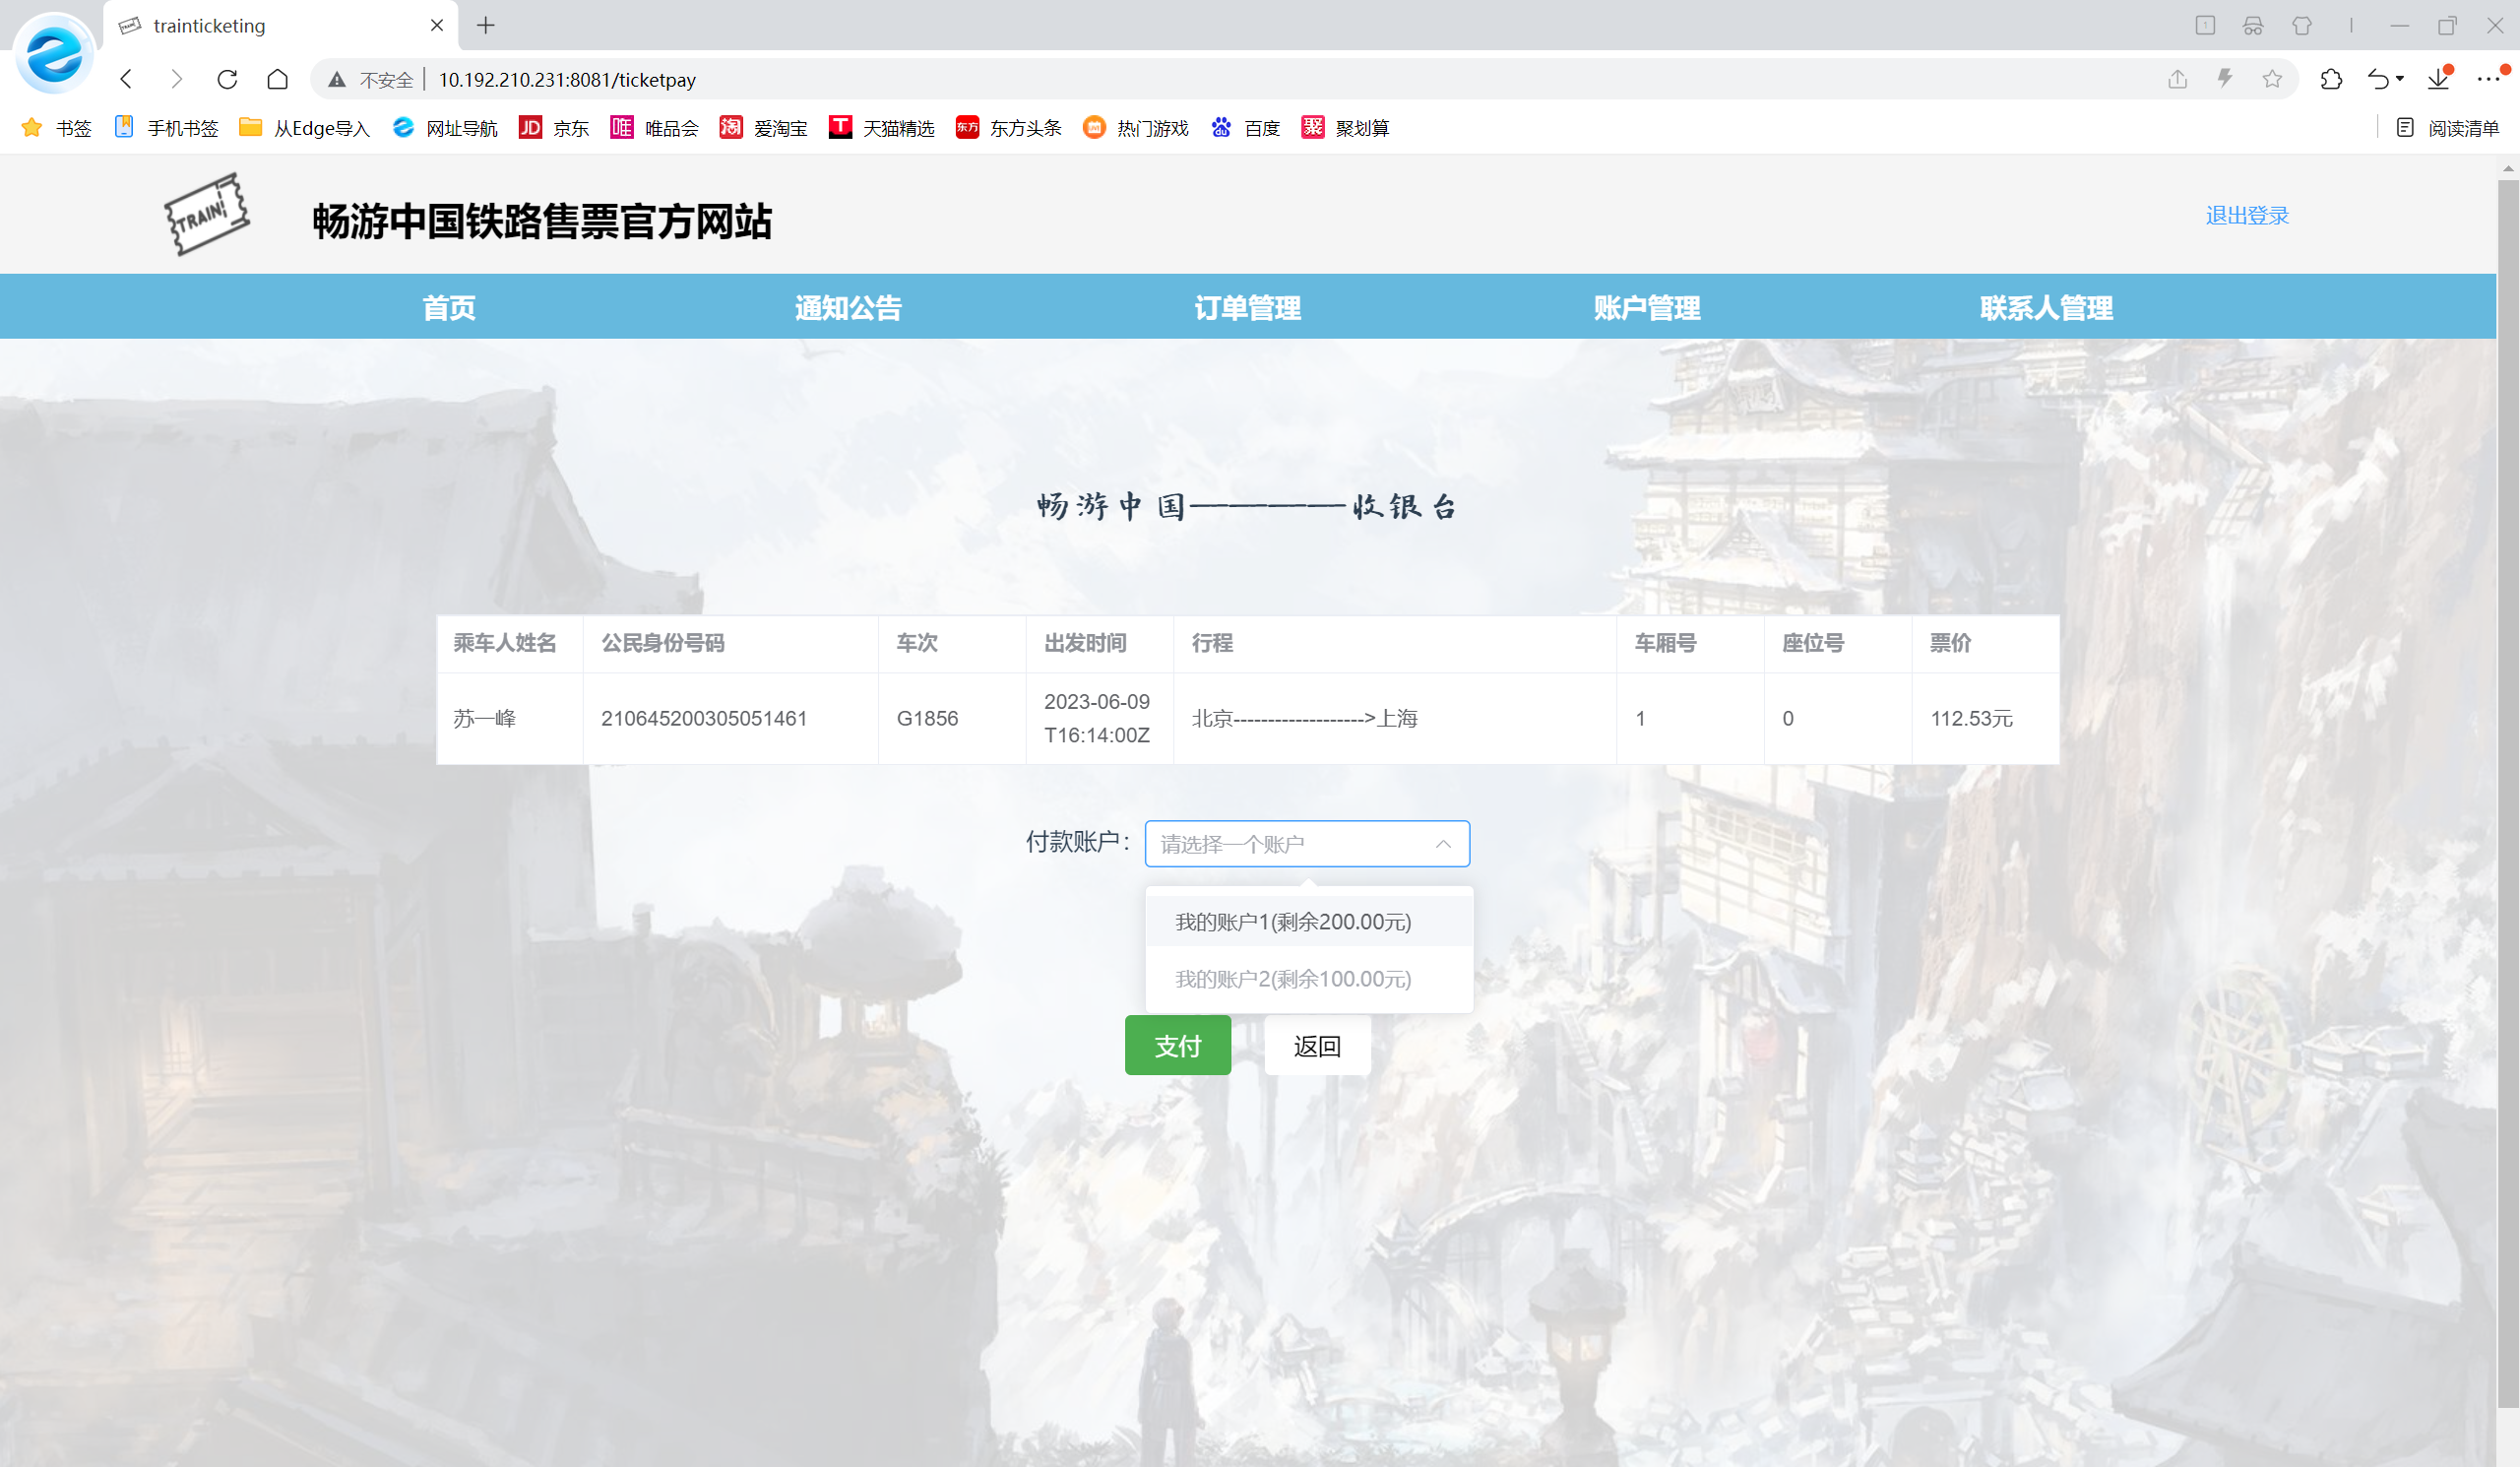 trainticketing
不安全 10.192.210.231:8081/ticketpay
书签 手机书签 从Edge导入 网址导航 JD 京东 唯 唯品会 淘 爱淘宝 T 天猫精选 东方 东方头条 热门游戏 百度 聚 聚划算 阅读清单
TRAIN! 畅游中国铁路售票官方网站 退出登录
首页 通知公告 订单管理 账户管理 联系人管理
畅游中国————收银台
乘车人姓名 公民身份号码 车次 出发时间 行程 车厢号 座位号 票价
苏一峰 210645200305051461 G1856 2023-06-09 T16:14:00Z 北京------------------->上海 1 0 112.53元
付款账户： 请选择一个账户
我的账户1(剩余200.00元)
我的账户2(剩余100.00元)
支付 返回